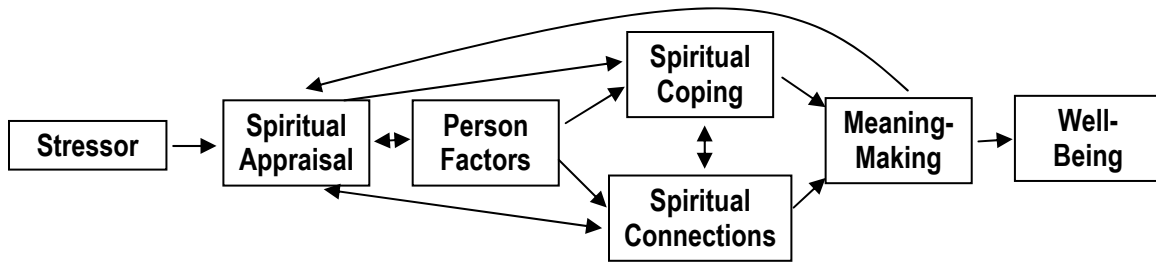 Stressor
Spiritual
Appraisal
Person
Factors
Spiritual
Coping
Spiritual
Connections
Meaning-
Making
Well-
Being